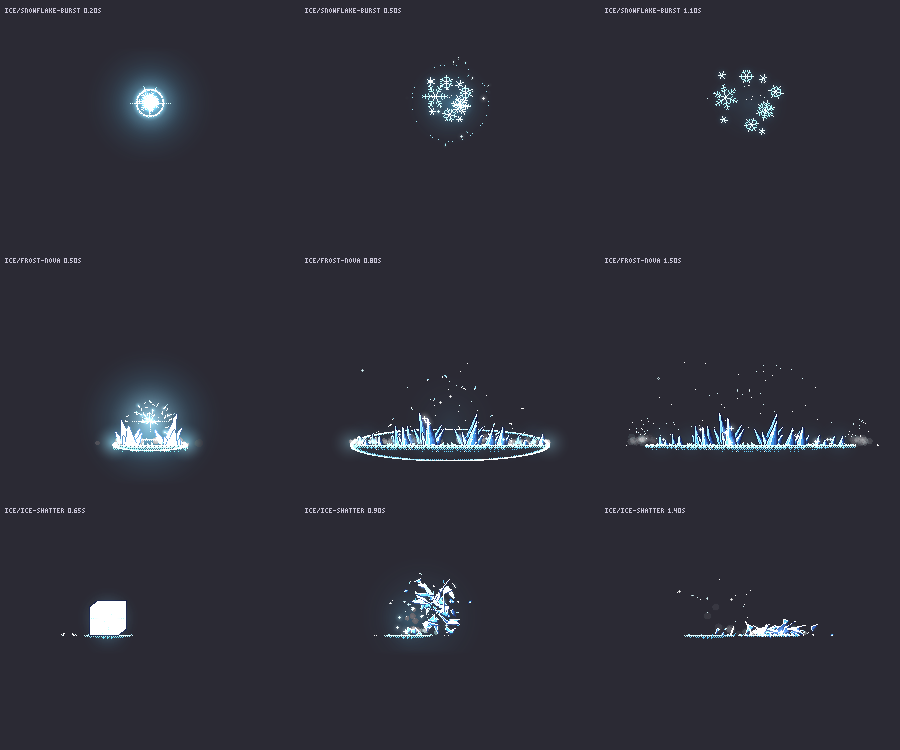 ICE/SNOWFLAKE-BURST 0.20S
ICE/SNOWFLAKE-BURST 0.50S
ICE/SNOWFLAKE-BURST 1.10S
ICE/FROST-NOVA 0.50S
ICE/FROST-NOVA 0.80S
ICE/FROST-NOVA 1.50S
ICE/ICE-SHATTER 0.65S
ICE/ICE-SHATTER 0.90S
ICE/ICE-SHATTER 1.40S